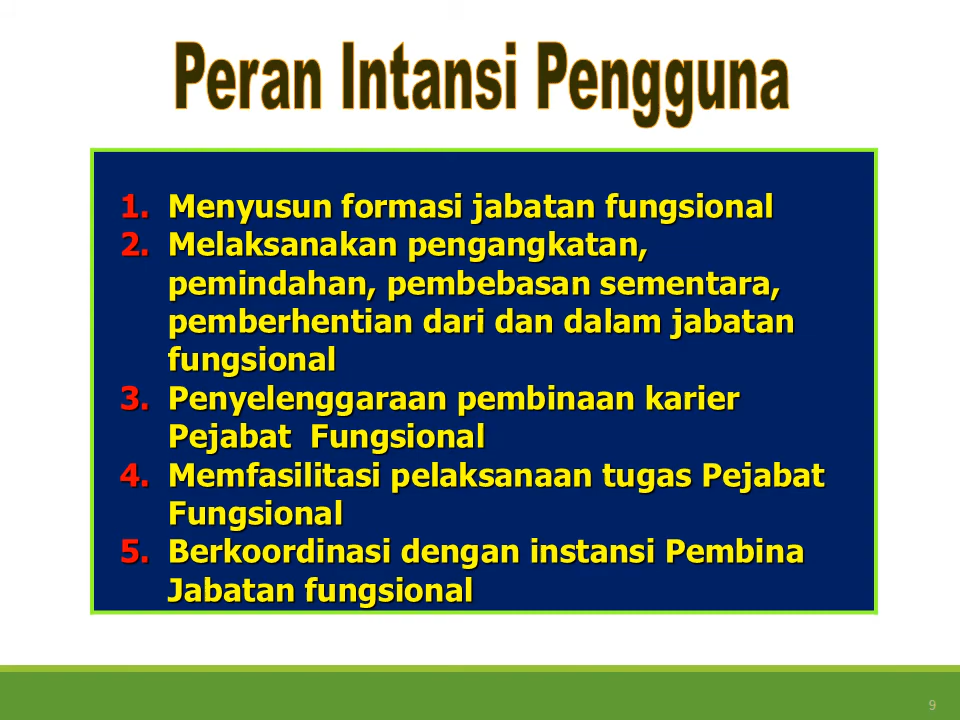 Peran Intansi Pengguna
1. Menyusun formasi jabatan fungsional
2. Melaksanakan pengangkatan,
pemindahan, pembebasan sementara,
pemberhentian dari dan dalam jabatan
fungsional
3. Penyelenggaraan pembinaan karier
Pejabat Fungsional
4. Memfasilitasi pelaksanaan tugas Pejabat
Fungsional
5. Berkoordinasi dengan instansi Pembina
Jabatan fungsional
9